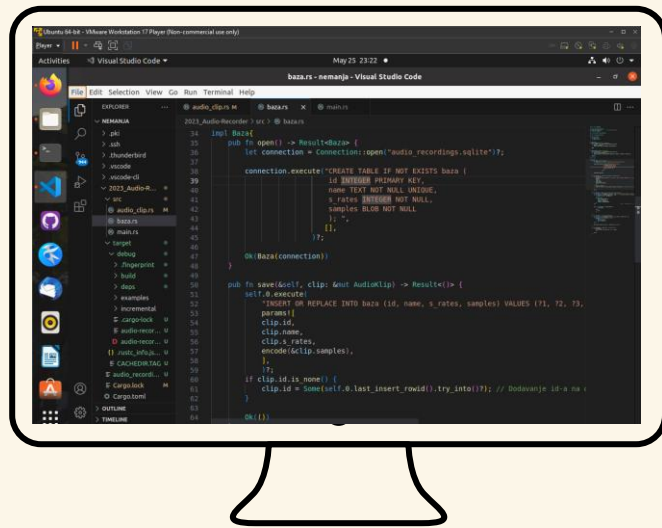 Ubuntu 64-bit - VMware Workstation 17 Player (Non-commercial use only)
Player
Activities
Visual Studio Code
May 25 23:22
baza.rs - nemanja - Visual Studio Code
File Edit Selection View Go Run Terminal Help
EXPLORER
NEMANJA
.pki
.ssh
.thunderbird
.vscode
.vscode-cli
2023_Audio-R...
src
audio_clip.rs M
baza.rs
main.rs
target
debug
.fingerprint
build
deps
examples
incremental
.cargo-lock U
audio-recor... U
audio-recor... U
.rustc_info.js... U
CACHEDIR.TAG U
audio_recordi... U
Cargo.lock M
Cargo.toml
OUTLINE
TIMELINE
audio_clip.rs M
baza.rs
main.rs
2023_Audio-Recorder > src > baza.rs
34 impl Baza{
35 pub fn open() -> Result<Baza> {
36 let connection = Connection::open("audio_recordings.sqlite")?;
37
38 connection.execute("CREATE TABLE IF NOT EXISTS baza (
39 id INTEGER PRIMARY KEY,
40 name TEXT NOT NULL UNIQUE,
41 s_rates INTEGER NOT NULL,
42 samples BLOB NOT NULL
43 ); ",
44 [],
45 )?;
46
47 Ok(Baza(connection))
48 }
49
50 pub fn save(&self, clip: &mut AudioKlip) -> Result<()> {
51 self.0.execute(
52 "INSERT OR REPLACE INTO baza (id, name, s_rates, samples) VALUES (?1, ?2, ?3,
53 params![
54 clip.id,
55 clip.name,
56 clip.s_rates,
57 encode(&clip.samples),
58 ],
59 )?;
60 if clip.id.is_none() {
61 clip.id = Some(self.0.last_insert_rowid().try_into()?); // Dodavanje id-a na
62 }
63
64 Ok(())